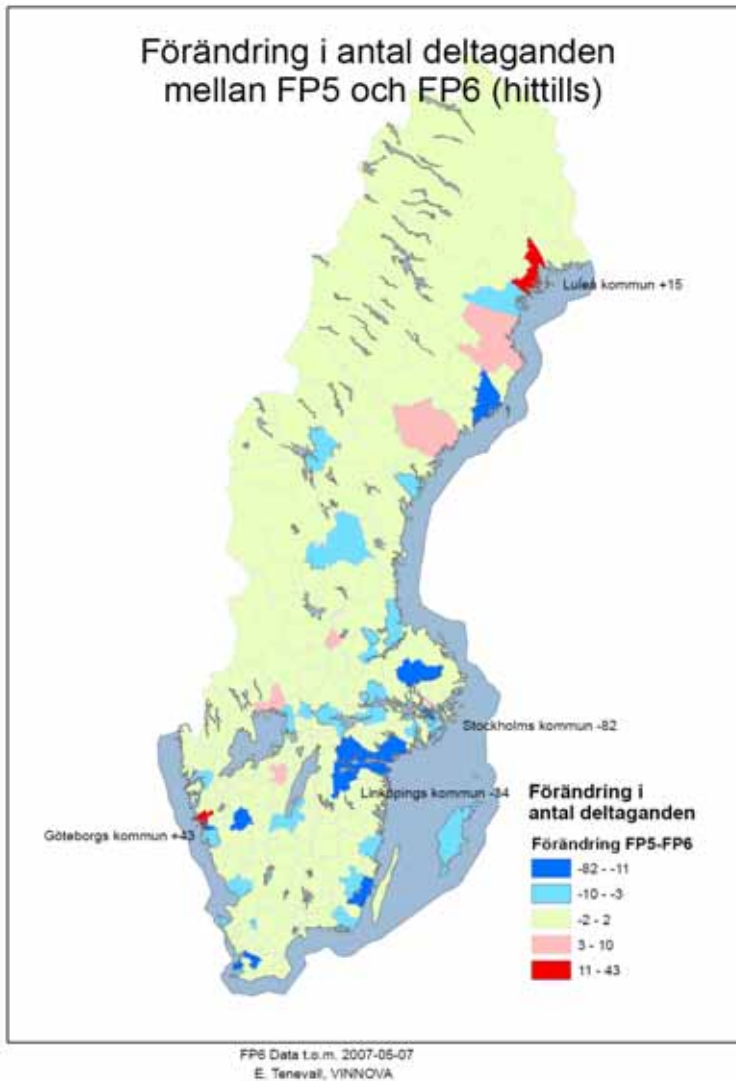 Förändring i antal deltaganden
mellan FP5 och FP6 (hittills)
Luleå kommun +15
Stockholms kommun -82
Linköpings kommun -34
Göteborgs kommun +43
Förändring i
antal deltaganden
Förändring FP5-FP6
-82 - -11
-10 - -3
-2 - 2
3 - 10
11 - 43
FP6 Data t.o.m. 2007-05-07
E. Tenevall, VINNOVA